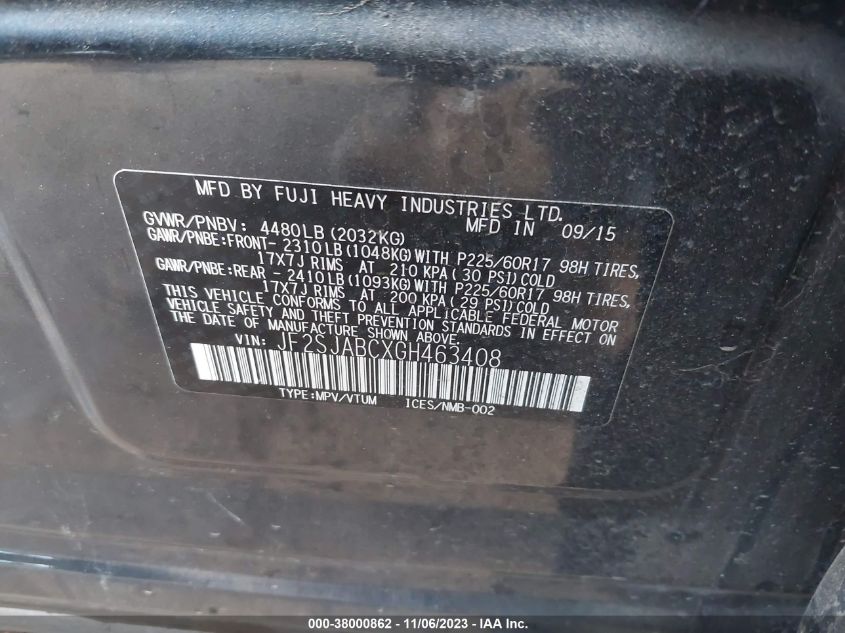 MFD BY FUJI HEAVY INDUSTRIES LTD.
MFD IN 09/15
GVWR/PNBV: 4480LB(2032KG)
GAWR/PNBE:FRONT- 2310LB(1048KG)WITH P225/60R17 98H TIRES,
17X7J RIMS AT 210 KPA(30 PSI)COLD
GAWR/PNBE:REAR - 2410LB(1093KG)WITH P225/60R17 98H TIRES,
17X7J RIMS AT 200 KPA(29 PSI)COLD
THIS VEHICLE CONFORMS TO ALL APPLICABLE FEDERAL MOTOR
VEHICLE SAFETY AND THEFT PREVENTION STANDARDS IN EFFECT ON
THE DATE OF MANUFACTURE SHOWN ABOVE.
VIN: JF2SJABCXGH463408
TYPE:MPV/VTUM ICES/NMB-002
000-38000862 - 11/06/2023 - IAA Inc.